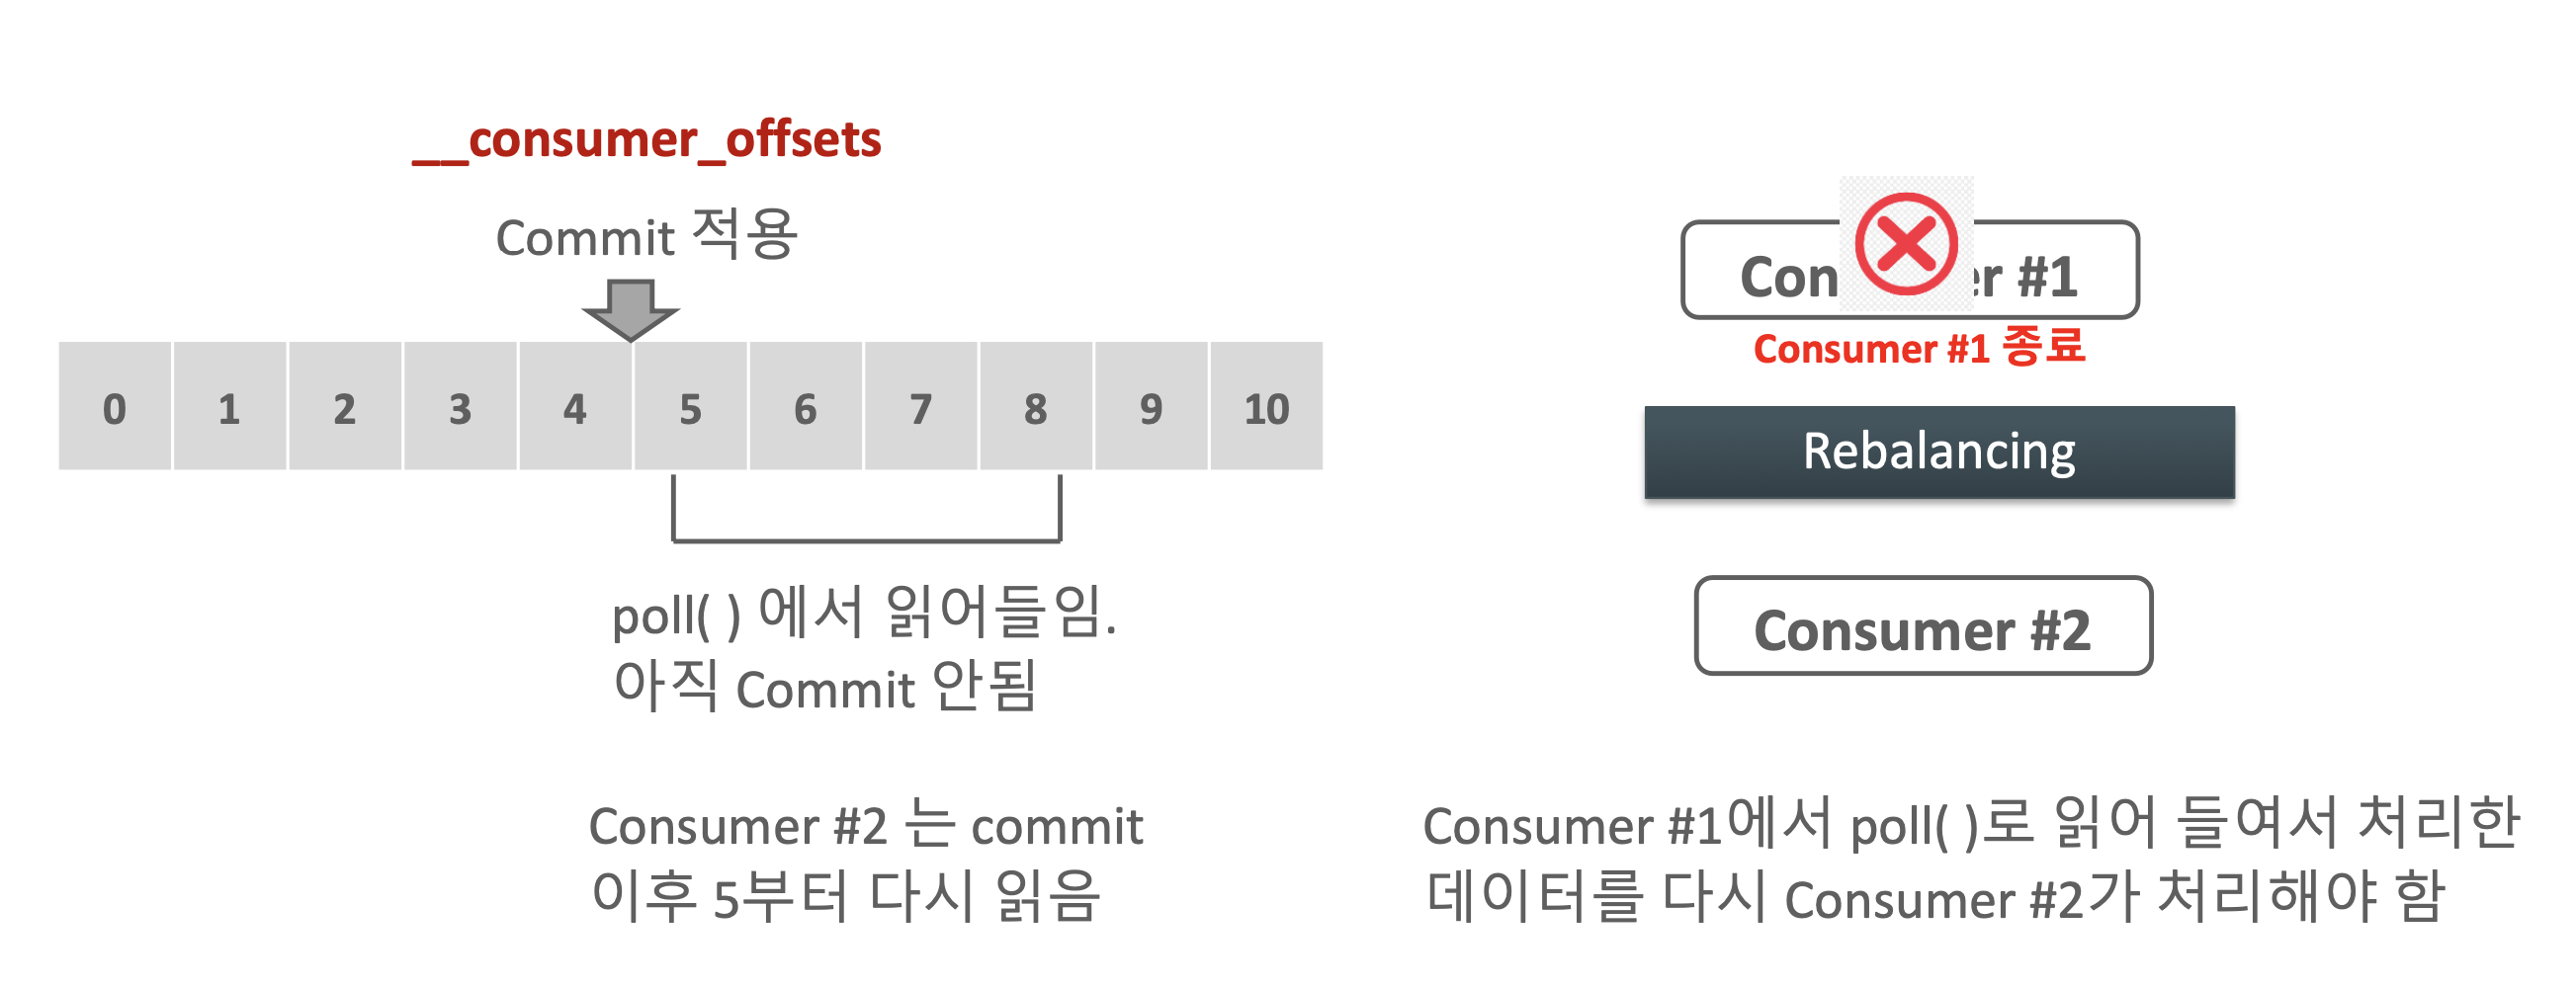 __consumer_offsets
Commit 적용
0 1 2 3 4 5 6 7 8 9 10
poll( ) 에서 읽어들임.
아직 Commit 안됨
Consumer #2 는 commit
이후 5부터 다시 읽음
#1
Consumer #1 종료
Rebalancing
Consumer #2
Consumer #1에서 poll( )로 읽어 들여서 처리한
데이터를 다시 Consumer #2가 처리해야 함